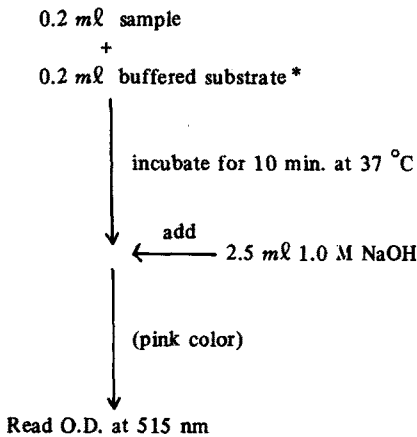 0.2 mℓ sample
+
0.2 mℓ buffered substrate *
incubate for 10 min. at 37 °C
add
2.5 mℓ 1.0 M NaOH
(pink color)
Read O.D. at 515 nm